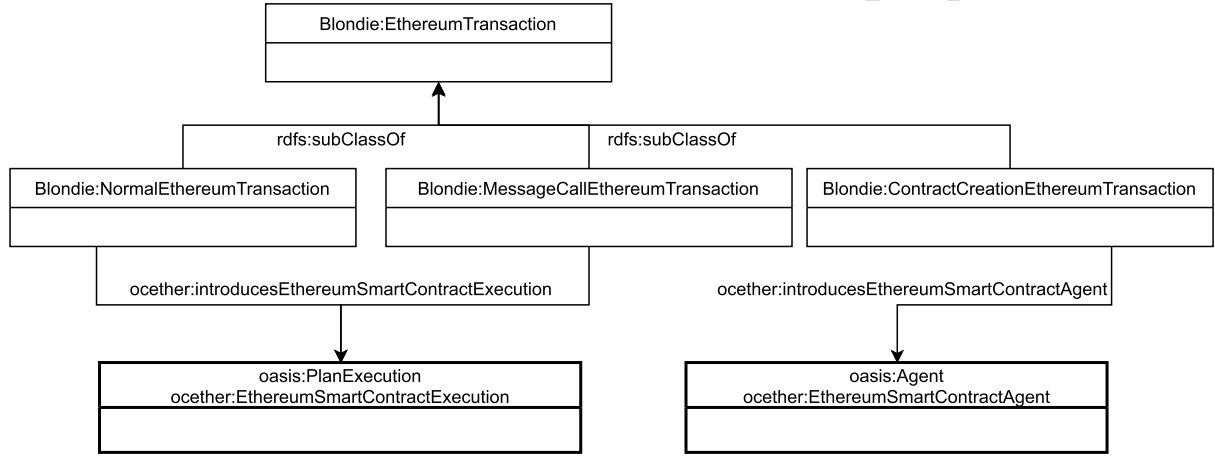 Blondie:EthereumTransaction
rdfs:subClassOf
rdfs:subClassOf
Blondie:NormalEthereumTransaction
Blondie:MessageCallEthereumTransaction
Blondie:ContractCreationEthereumTransaction
ocether:introducesEthereumSmartContractExecution
ocether:introducesEthereumSmartContractAgent
oasis:PlanExecution
ocether:EthereumSmartContractExecution
oasis:Agent
ocether:EthereumSmartContractAgent